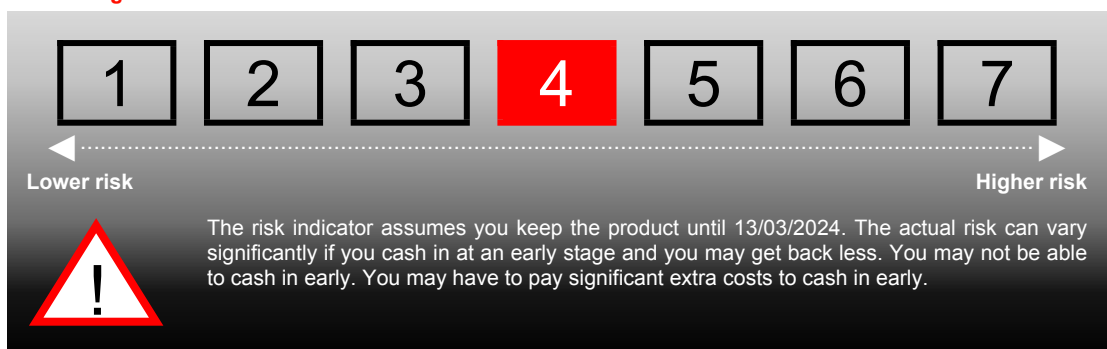 1 2 3 4 5 6 7
Lower risk Higher risk
!
The risk indicator assumes you keep the product until 13/03/2024. The actual risk can vary
significantly if you cash in at an early stage and you may get back less. You may not be able
to cash in early. You may have to pay significant extra costs to cash in early.